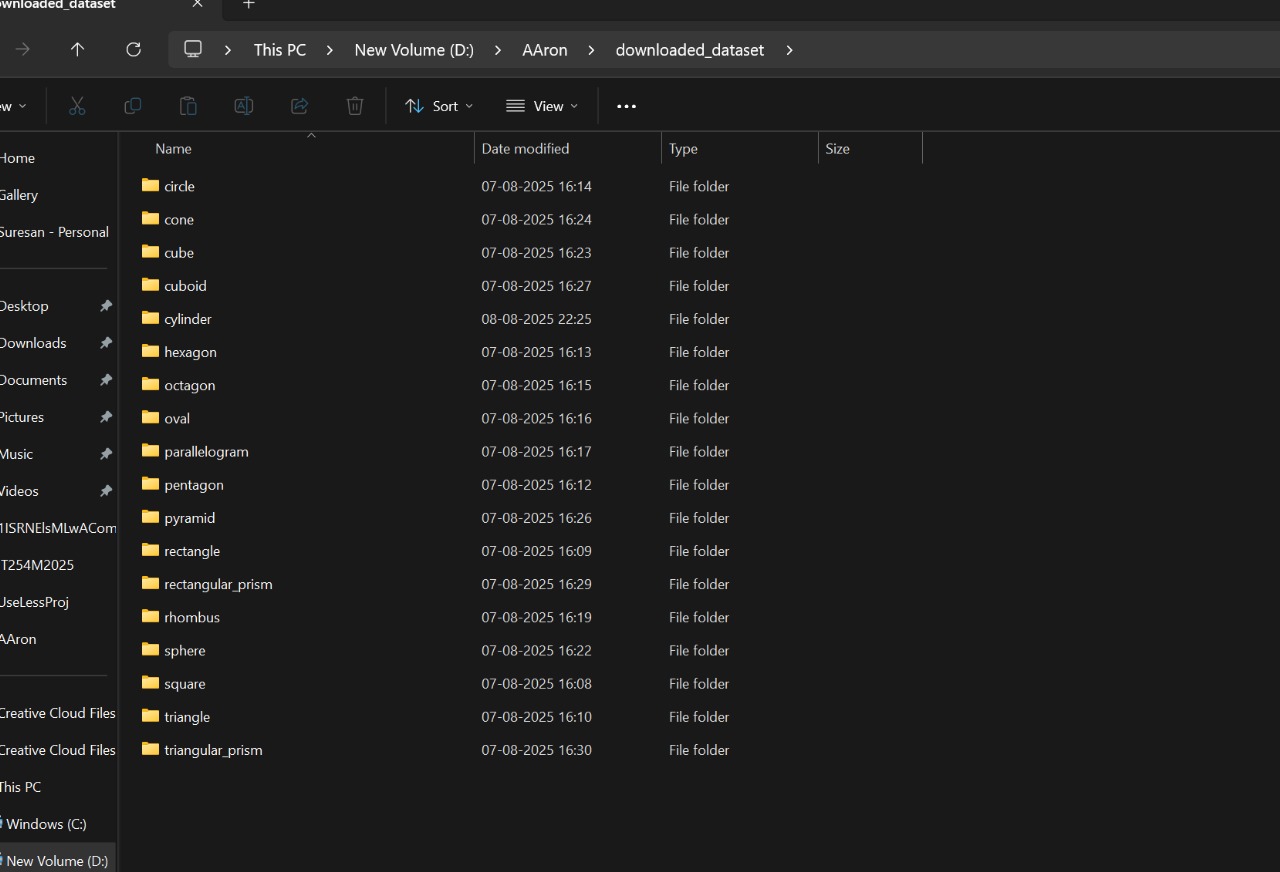 ownloaded_dataset
This PC > New Volume (D:) > AAron > downloaded_dataset >
ew Sort View
Name Date modified Type Size
Home
Gallery
Suresan - Personal
Desktop
Downloads
Documents
Pictures
Music
Videos
1ISRNElsMLwACom
T254M2025
UseLessProj
AAron
Creative Cloud Files
Creative Cloud Files
This PC
Windows (C:)
New Volume (D:)
circle 07-08-2025 16:14 File folder
cone 07-08-2025 16:24 File folder
cube 07-08-2025 16:23 File folder
cuboid 07-08-2025 16:27 File folder
cylinder 08-08-2025 22:25 File folder
hexagon 07-08-2025 16:13 File folder
octagon 07-08-2025 16:15 File folder
oval 07-08-2025 16:16 File folder
parallelogram 07-08-2025 16:17 File folder
pentagon 07-08-2025 16:12 File folder
pyramid 07-08-2025 16:26 File folder
rectangle 07-08-2025 16:09 File folder
rectangular_prism 07-08-2025 16:29 File folder
rhombus 07-08-2025 16:19 File folder
sphere 07-08-2025 16:22 File folder
square 07-08-2025 16:08 File folder
triangle 07-08-2025 16:10 File folder
triangular_prism 07-08-2025 16:30 File folder